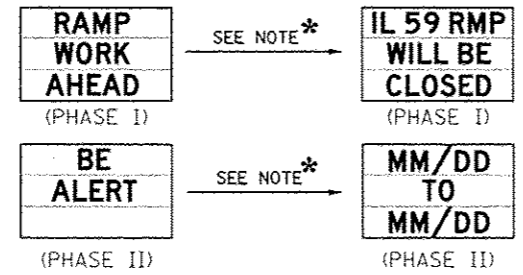 RAMP
WORK
AHEAD
(PHASE I)
SEE NOTE*
IL 59 RMP
WILL BE
CLOSED
(PHASE I)
BE
ALERT
(PHASE II)
SEE NOTE*
MM/DD
TO
MM/DD
(PHASE II)